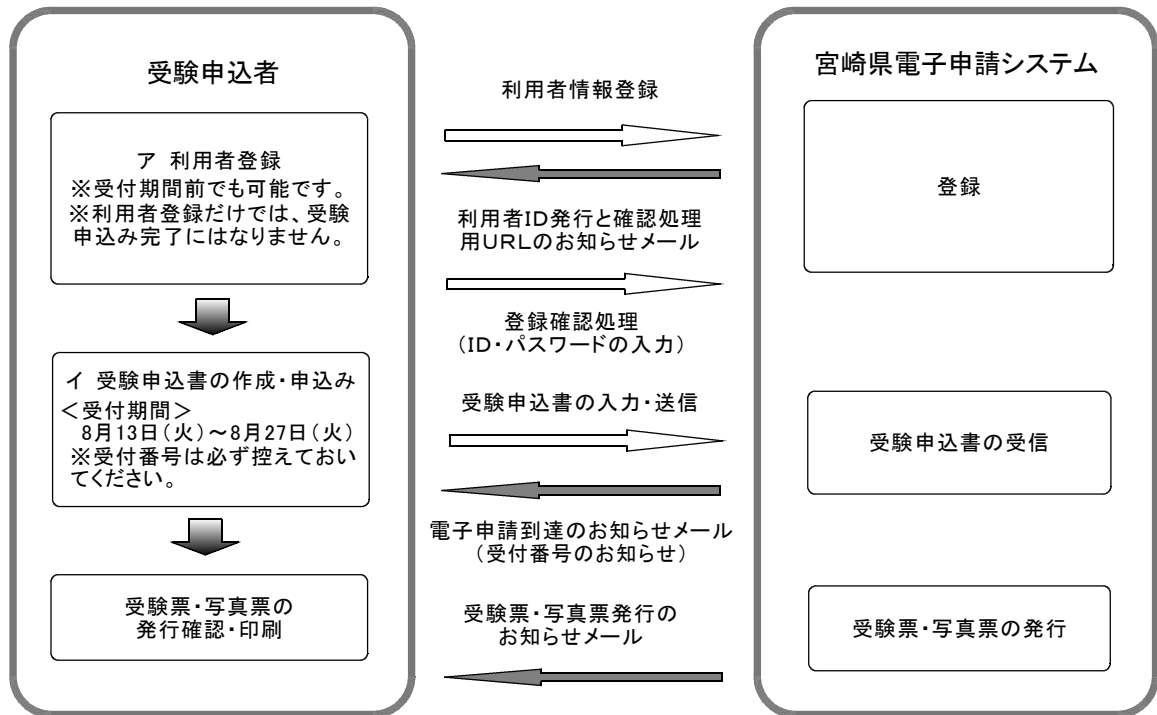 受験申込者
ア 利用者登録
※受付期間前でも可能です。
※利用者登録だけでは、受験
申込み完了にはなりません。
イ 受験申込書の作成・申込み
＜受付期間＞
8月13日（火）～8月27日（火）
※受付番号は必ず控えておい
てください。
受験票・写真票の
発行確認・印刷
利用者情報登録
利用者ID発行と確認処理
用URLのお知らせメール
登録確認処理
（ID・パスワードの入力）
受験申込書の入力・送信
電子申請到達のお知らせメール
（受付番号のお知らせ）
受験票・写真票発行の
お知らせメール
宮崎県電子申請システム
登録
受験申込書の受信
受験票・写真票の発行